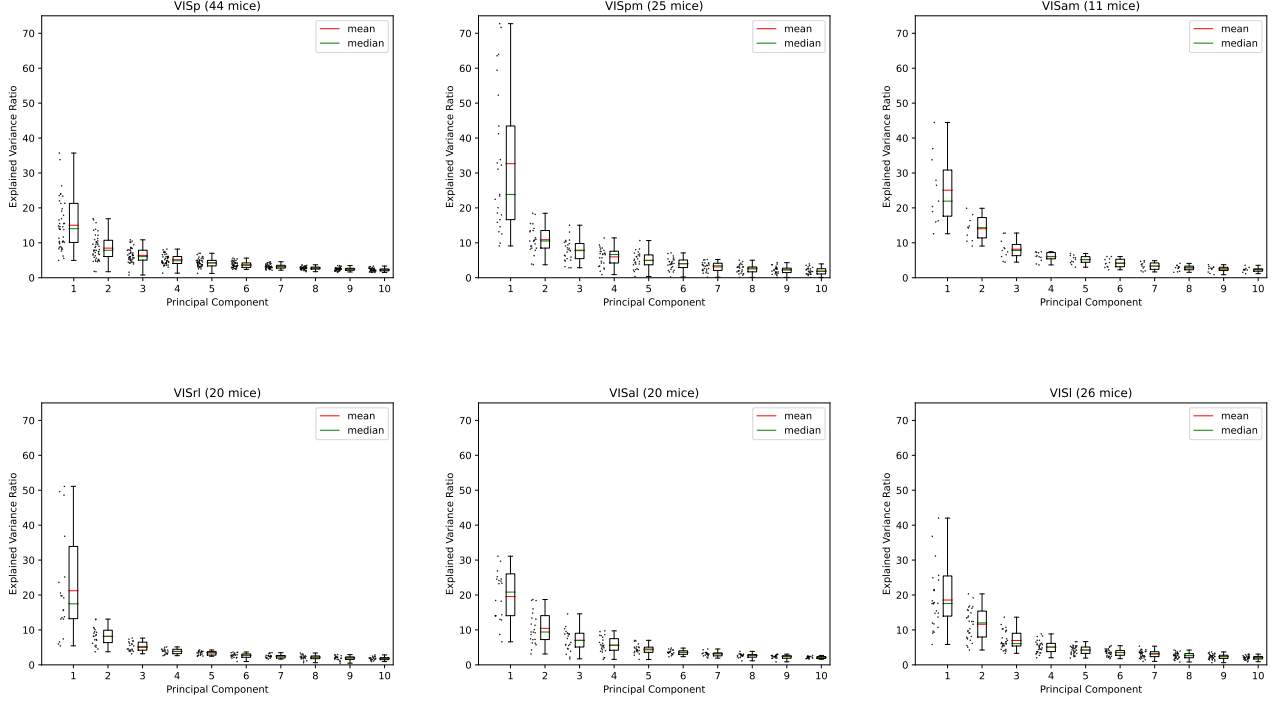 VISp (44 mice)
Explained Variance Ratio
70
60
50
40
30
20
10
0
mean
median
1 2 3 4 5 6 7 8 9 10
Principal Component
VISpm (25 mice)
Explained Variance Ratio
70
60
50
40
30
20
10
0
mean
median
1 2 3 4 5 6 7 8 9 10
Principal Component
VISam (11 mice)
Explained Variance Ratio
70
60
50
40
30
20
10
0
mean
median
1 2 3 4 5 6 7 8 9 10
Principal Component
VISrl (20 mice)
Explained Variance Ratio
70
60
50
40
30
20
10
0
mean
median
1 2 3 4 5 6 7 8 9 10
Principal Component
VISal (20 mice)
Explained Variance Ratio
70
60
50
40
30
20
10
0
mean
median
1 2 3 4 5 6 7 8 9 10
Principal Component
VISl (26 mice)
Explained Variance Ratio
70
60
50
40
30
20
10
0
mean
median
1 2 3 4 5 6 7 8 9 10
Principal Component